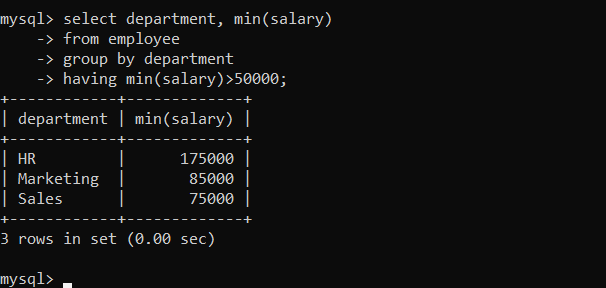 mysql> select department, min(salary)
    -> from employee
    -> group by department
    -> having min(salary)>50000;
+------------+-------------+
| department | min(salary) |
+------------+-------------+
| HR         |      175000 |
| Marketing  |       85000 |
| Sales      |       75000 |
+------------+-------------+
3 rows in set (0.00 sec)
mysql>